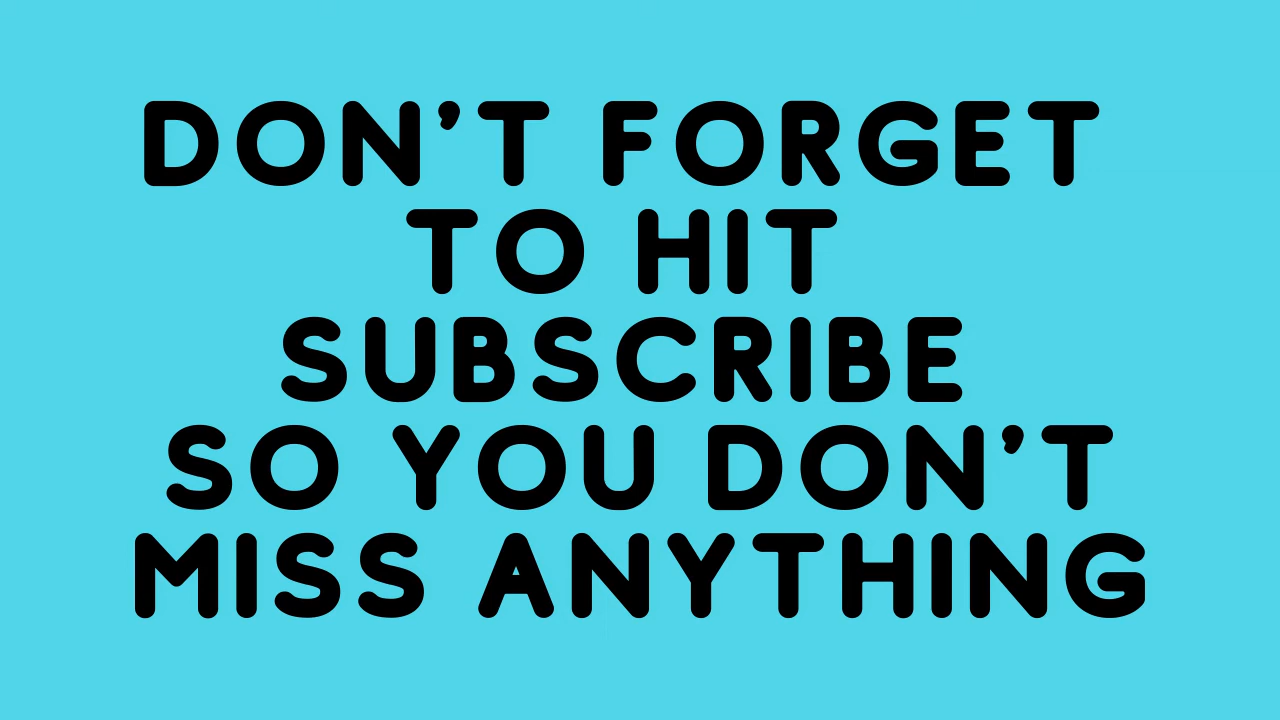 DON’T FORGET
TO HIT
SUBSCRIBE
SO YOU DON’T
MISS ANYTHING